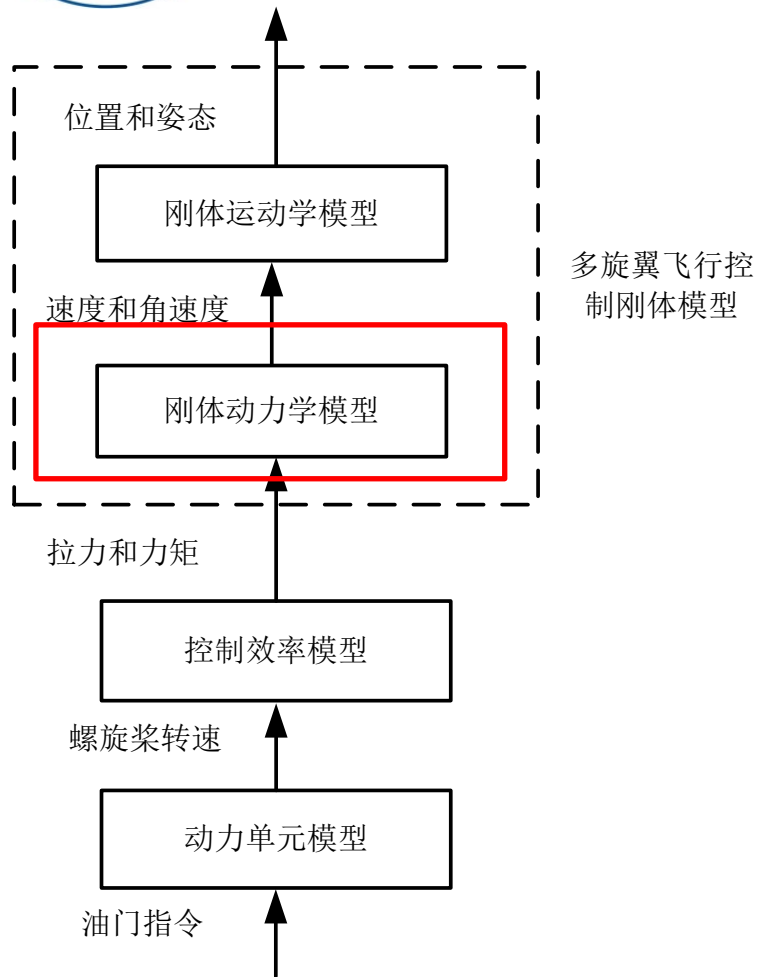 位置和姿态
刚体运动学模型
多旋翼飞行控
制刚体模型
速度和角速度
刚体动力学模型
拉力和力矩
控制效率模型
螺旋桨转速
动力单元模型
油门指令